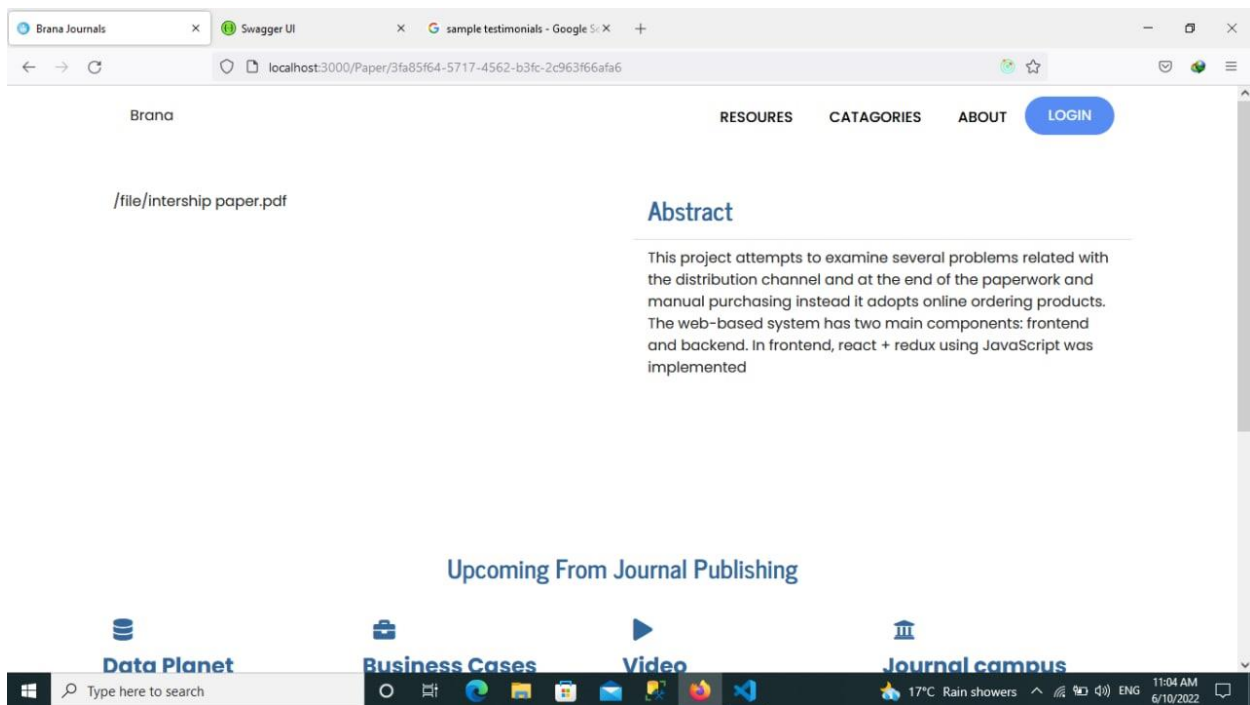 Brana Journals
Swagger UI
sample testimonials - Google Se
localhost:3000/Paper/3fa85f64-5717-4562-b3fc-2c963f66afa6
Brana
RESOURES CATAGORIES ABOUT LOGIN
/file/intership paper.pdf
Abstract
This project attempts to examine several problems related with
the distribution channel and at the end of the paperwork and
manual purchasing instead it adopts online ordering products.
The web-based system has two main components: frontend
and backend. In frontend, react + redux using JavaScript was
implemented
Upcoming From Journal Publishing
Data Planet
Business Cases
Video
Journal campus
Type here to search
17°C Rain showers
ENG
11:04 AM
6/10/2022